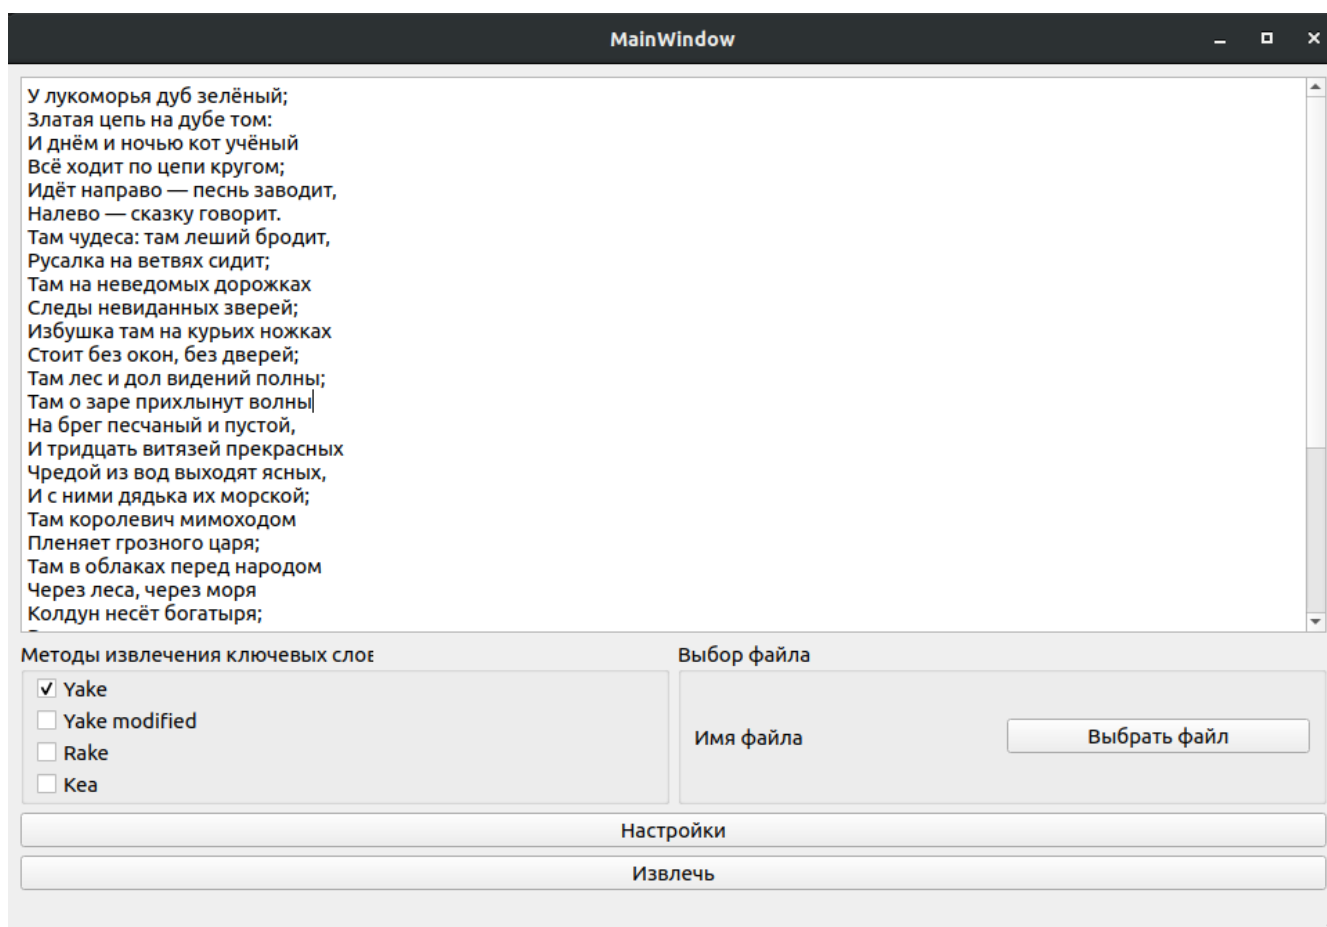 MainWindow
У лукоморья дуб зелёный;
Златая цепь на дубе том:
И днём и ночью кот учёный
Всё ходит по цепи кругом;
Идёт направо — песнь заводит,
Налево — сказку говорит.
Там чудеса: там леший бродит,
Русалка на ветвях сидит;
Там на неведомых дорожках
Следы невиданных зверей;
Избушка там на курьих ножках
Стоит без окон, без дверей;
Там лес и дол видений полны;
Там о заре прихлынут волны
На брег песчаный и пустой,
И тридцать витязей прекрасных
Чредой из вод выходят ясных,
И с ними дядька их морской;
Там королевич мимоходом
Пленяет грозного царя;
Там в облаках перед народом
Через леса, через моря
Колдун несёт богатыря;
Методы извлечения ключевых слов
Выбор файла
Yake
Yake modified
Rake
Kea
Имя файла
Выбрать файл
Настройки
Извлечь